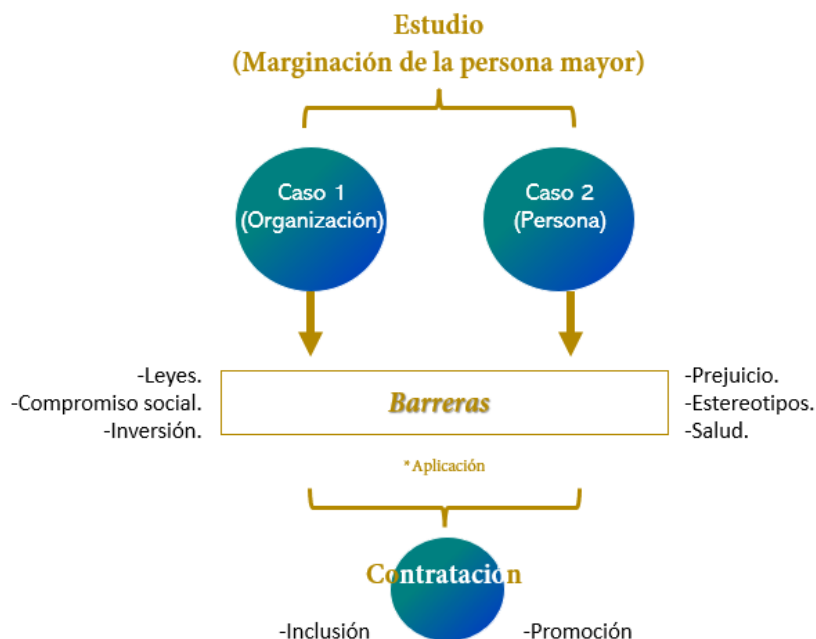 Estudio
(Marginación de la persona mayor)
Caso 1
(Organización)
Caso 2
(Persona)
-Leyes.
-Compromiso social.
-Inversión.
Barreras
-Prejuicio.
-Estereotipos.
-Salud.
*Aplicación
Contratación
-Inclusión
-Promoción